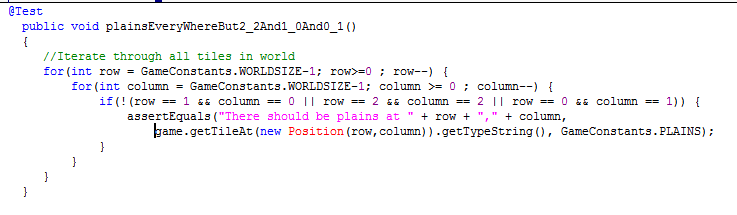 @Test
public void plainsEveryWhereBut2_2And1_0And0_1()
{
//Iterate through all tiles in world
for(int row = GameConstants.WORLDSIZE-1; row>=0 ; row--) {
for(int column = GameConstants.WORLDSIZE-1; column >= 0 ; column--) {
if(!(row == 1 && column == 0 || row == 2 && column == 2 || row == 0 && column == 1)) {
assertEquals("There should be plains at " + row + "," + column,
game.getTileAt(new Position(row,column)).getTypeString(), GameConstants.PLAINS);
}
}
}
}